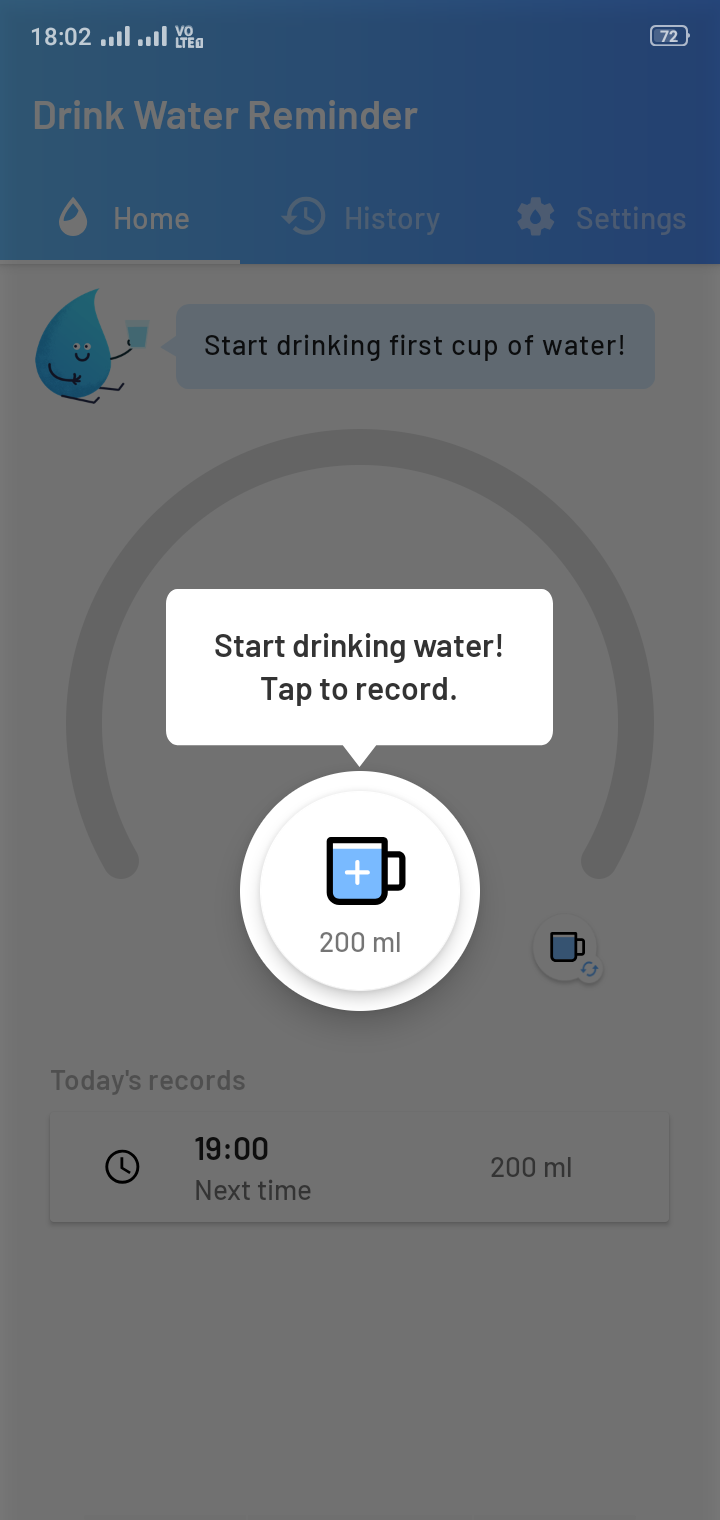 18:02 VO LTE1 72
Drink Water Reminder
Home History Settings
Start drinking first cup of water!
Start drinking water!
Tap to record.
200 ml
Today's records
19:00
200 ml
Next time